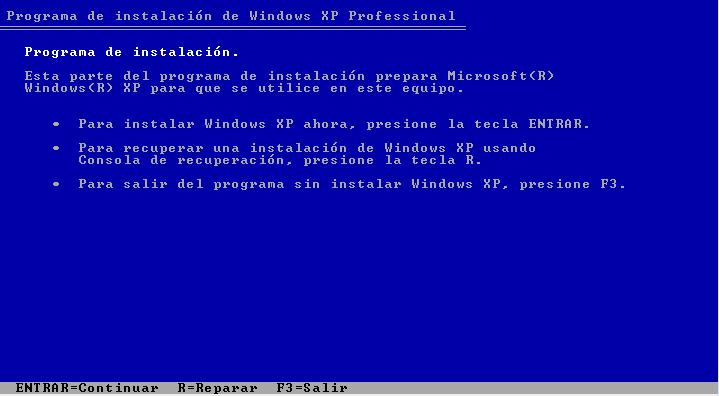 Programa de instalación de Windows XP Professional
Programa de instalación.
Esta parte del programa de instalación prepara Microsoft(R)
Windows(R) XP para que se utilice en este equipo.
• Para instalar Windows XP ahora, presione la tecla ENTRAR.
• Para recuperar una instalación de Windows XP usando
Consola de recuperación, presione la tecla R.
• Para salir del programa sin instalar Windows XP, presione F3.
ENTRAR=Continuar R=Reparar F3=Salir